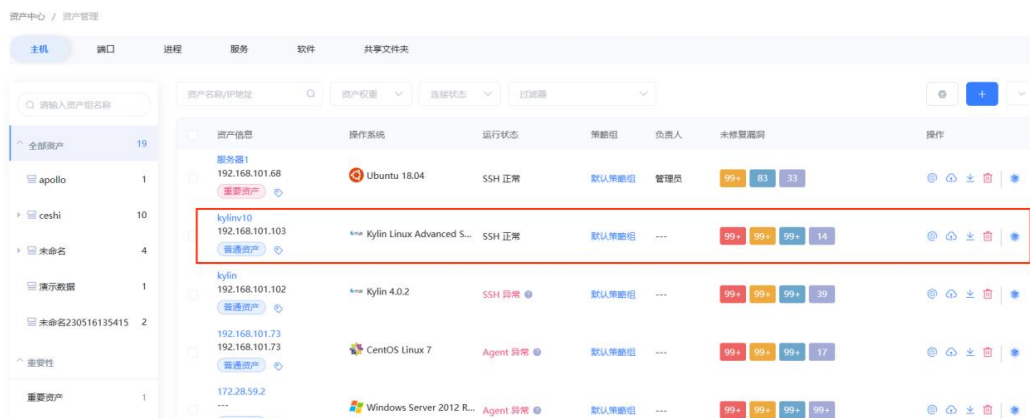 资产中心 / 资产管理
主机 端口 进程 服务 软件 共享文件夹
请输入资产组名称
资产名称/IP地址 资产权重 连接状态 过滤器
资产信息 操作系统 运行状态 策略组 负责人 未修复漏洞 操作
全部资产 19
apollo 1
ceshi 10
未命名 4
演示数据 1
未命名230516135415 2
重要性
重要资产 1
服务器1
192.168.101.68 Ubuntu 18.04 SSH 正常 默认策略组 管理员 99+ 83 33
重要资产
kylinv10
192.168.101.103 Kylin Linux Advanced S... SSH 正常 默认策略组 --- 99+ 99+ 99+ 14
普通资产
kylin
192.168.101.102 Kylin 4.0.2 SSH 异常 默认策略组 --- 99+ 99+ 99+ 39
普通资产
192.168.101.73
192.168.101.73 CentOS Linux 7 Agent 异常 默认策略组 --- 99+ 99+ 99+ 17
普通资产
172.28.59.2
--- Windows Server 2012 R... Agent 异常 默认策略组 --- 99+ 99+ 99+ 99+